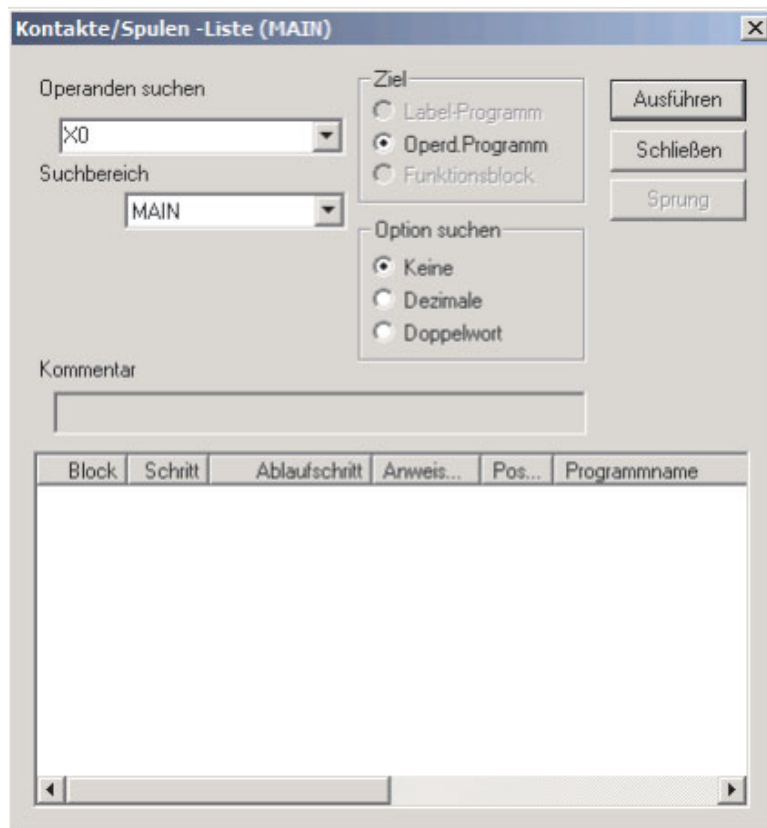 Kontakte/Spulen -Liste (MAIN)
Operanden suchen
X0
Suchbereich
MAIN
Ziel
Label-Programm
Operd.Programm
Funktionsblock
Option suchen
Keine
Dezimale
Doppelwort
Ausführen
Schließen
Sprung
Kommentar
Block Schritt Ablaufschritt Anweis... Pos... Programmname